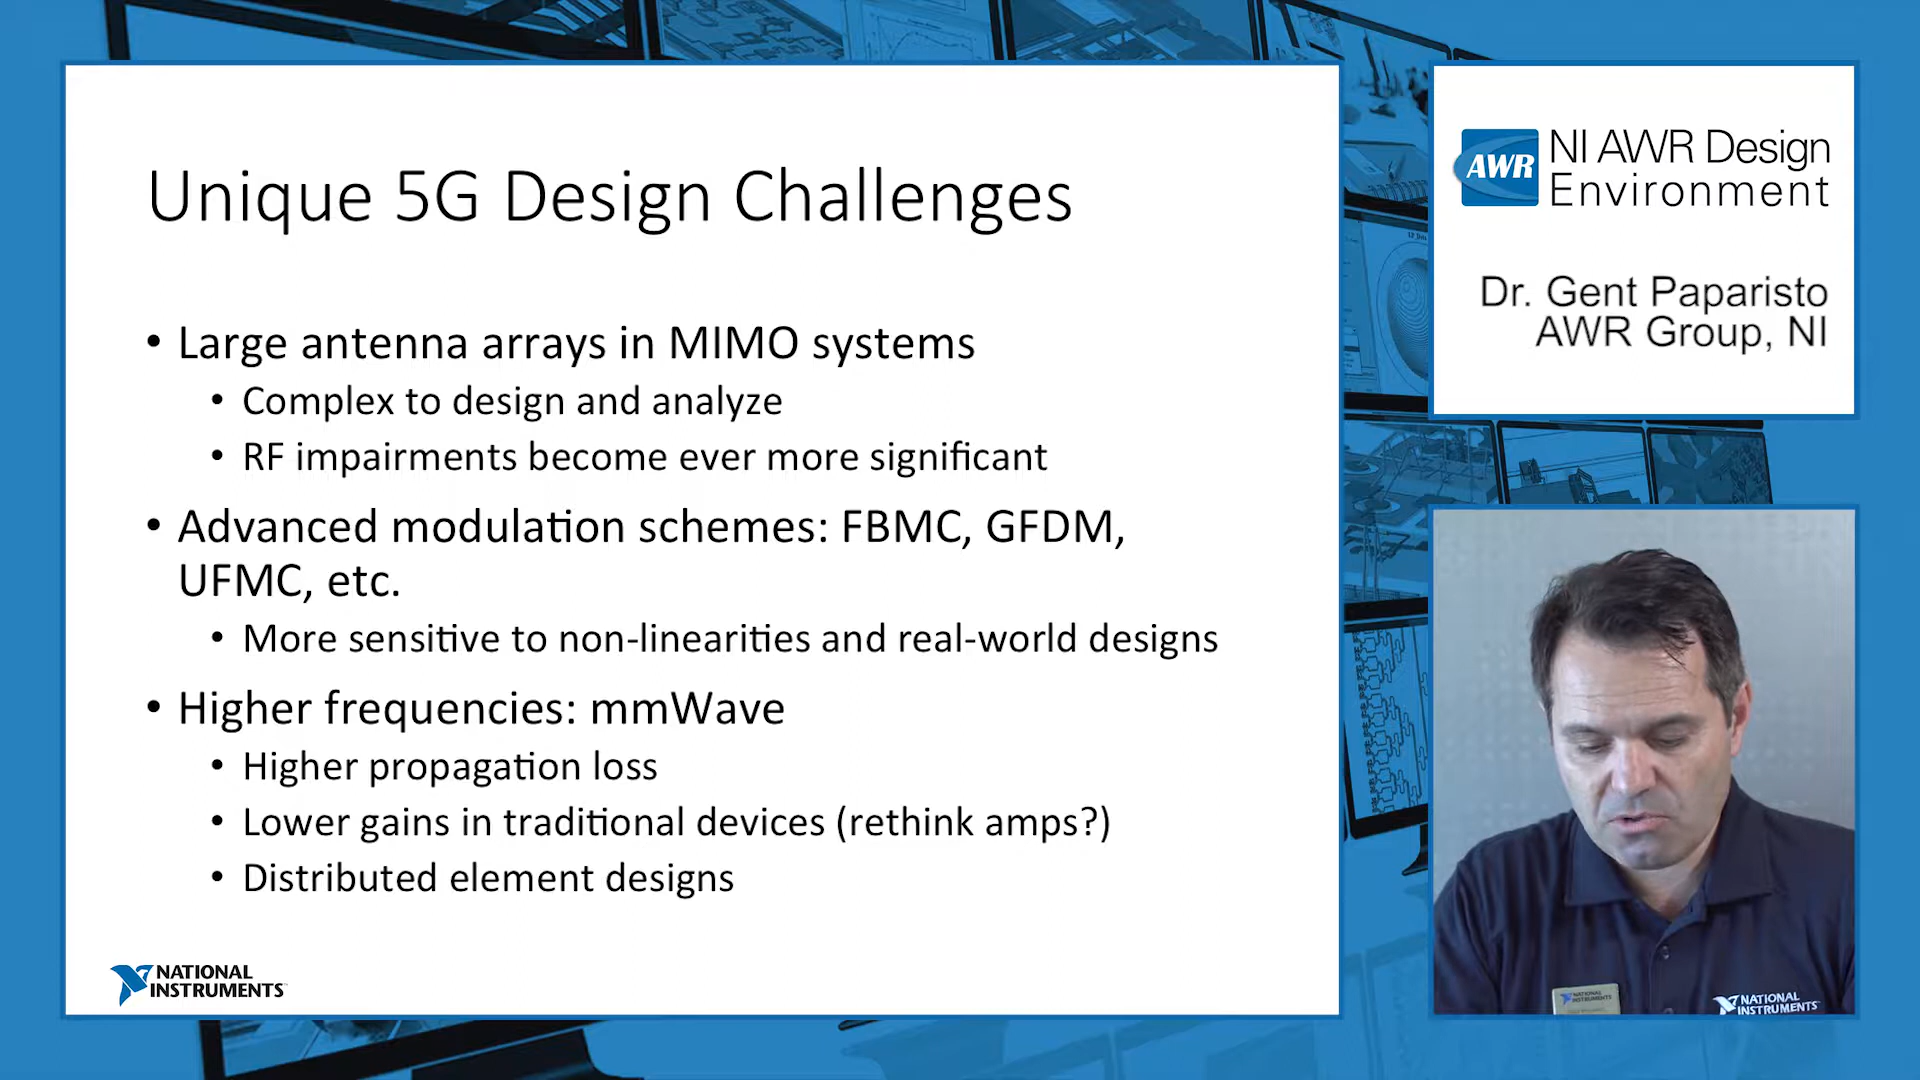 Unique 5G Design Challenges
• Large antenna arrays in MIMO systems
• Complex to design and analyze
• RF impairments become ever more significant
• Advanced modulation schemes: FBMC, GFDM,
UFMC, etc.
• More sensitive to non-linearities and real-world designs
• Higher frequencies: mmWave
• Higher propagation loss
• Lower gains in traditional devices (rethink amps?)
• Distributed element designs
NATIONAL
INSTRUMENTS
AWR
NI AWR Design
Environment
Dr. Gent Paparisto
AWR Group, NI
NATIONAL
INSTRUMENTS
NATIONAL
INSTRUMENTS